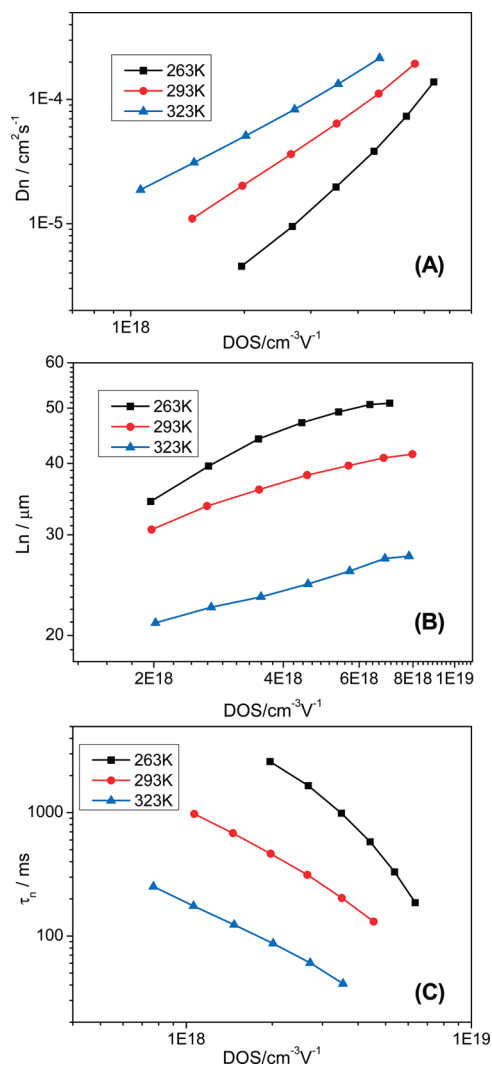 263K
293K
323K
1E-4
1E-5
Dn / cm²s⁻¹
(A)
1E18
DOS/cm⁻³V⁻¹
60
50
40
30
20
263K
293K
323K
Ln / μm
(B)
2E18 4E18 6E18 8E18 1E19
DOS/cm⁻³V⁻¹
263K
293K
323K
1000
100
τₙ / ms
(C)
1E18 1E19
DOS/cm⁻³V⁻¹